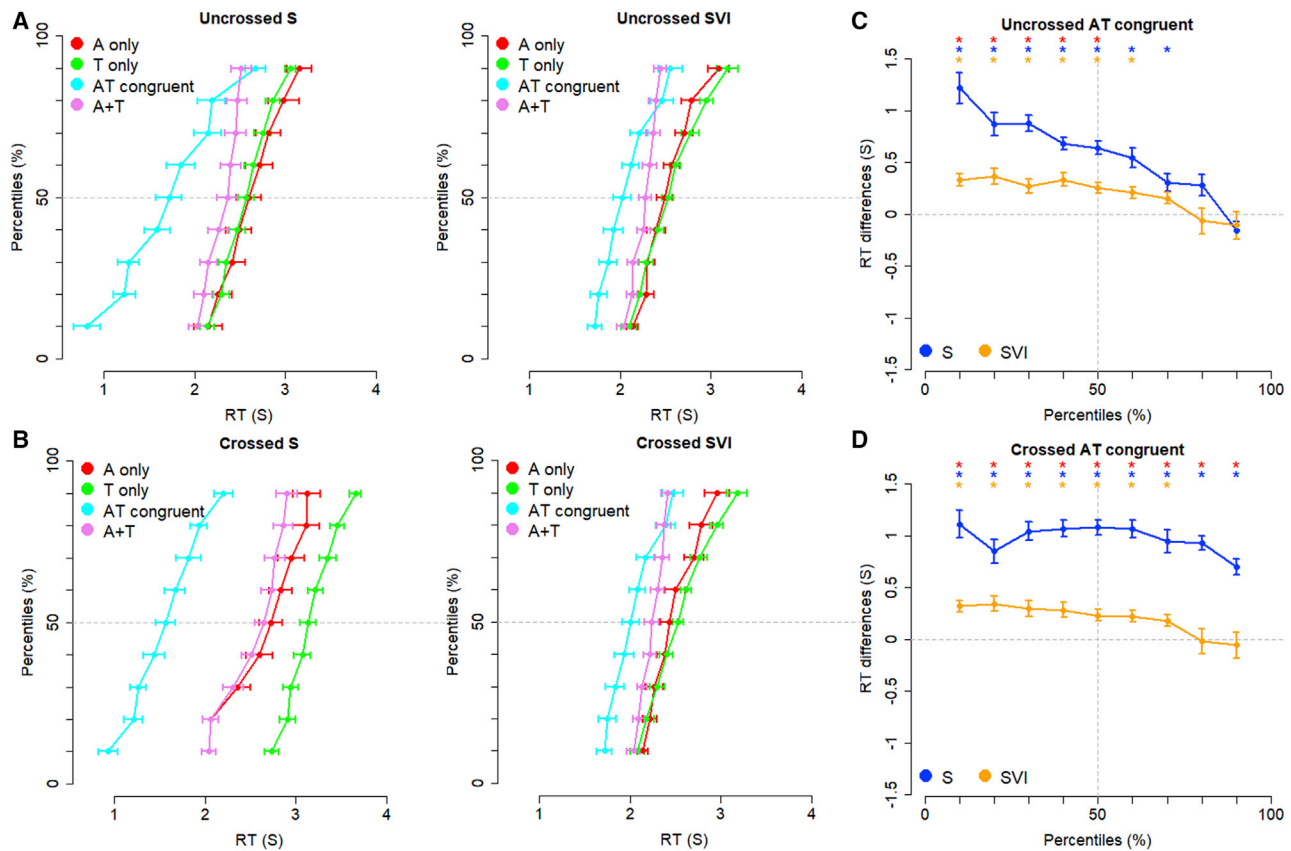 A
Uncrossed S
A only
T only
AT congruent
A+T
Percentiles (%)
0
50
100
1
2
3
4
RT (S)
Uncrossed SVI
A only
T only
AT congruent
A+T
Percentiles (%)
0
50
100
1
2
3
4
RT (S)
C
Uncrossed AT congruent
* * * * *
* * * * * * *
* * * * * *
RT differences (S)
1.5
1
0.5
0
-0.5
-1
-1.5
S
SVI
0
50
100
Percentiles (%)
B
Crossed S
A only
T only
AT congruent
A+T
Percentiles (%)
0
50
100
1
2
3
4
RT (S)
Crossed SVI
A only
T only
AT congruent
A+T
Percentiles (%)
0
50
100
1
2
3
4
RT (S)
D
Crossed AT congruent
* * * * * * * * *
* * * * * * * * *
* * * * * * *
RT differences (S)
1.5
1
0.5
0
-0.5
-1
-1.5
S
SVI
0
50
100
Percentiles (%)